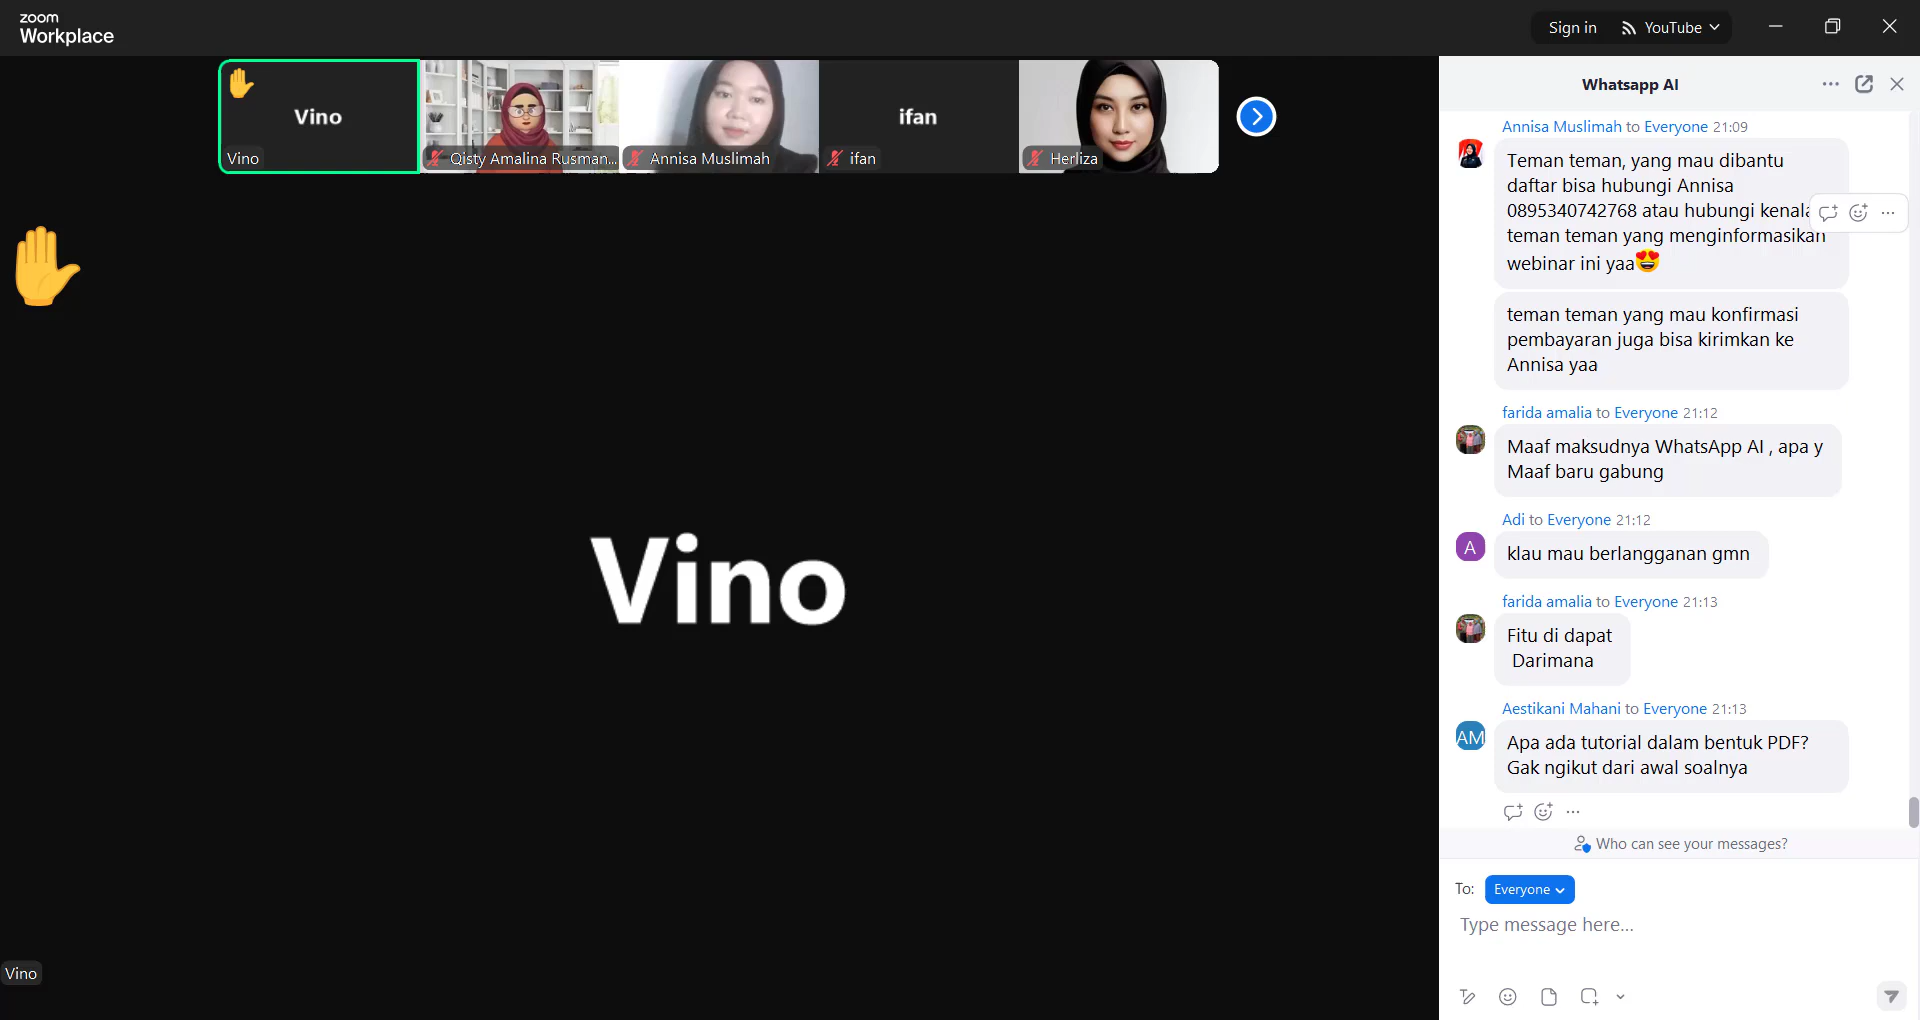 zoom
Workplace
Sign in
YouTube
Vino
Vino
Qisty Amalina Rusman...
Annisa Muslimah
ifan
ifan
Herliza
Vino
Vino
Whatsapp AI
Annisa Muslimah to Everyone 21:09
Teman teman, yang mau dibantu
daftar bisa hubungi Annisa
0895340742768 atau hubungi
teman teman yang menginformasikan
webinar ini yaa😍
teman teman yang mau konfirmasi
pembayaran juga bisa kirimkan ke
Annisa yaa
farida amalia to Everyone 21:12
Maaf maksudnya WhatsApp AI , apa y
Maaf baru gabung
Adi to Everyone 21:12
A
klau mau berlangganan gmn
farida amalia to Everyone 21:13
Fitu di dapat
Darimana
Aestikani Mahani to Everyone 21:13
AM
Apa ada tutorial dalam bentuk PDF?
Gak ngikut dari awal soalnya
Who can see your messages?
To: Everyone
Type message here...